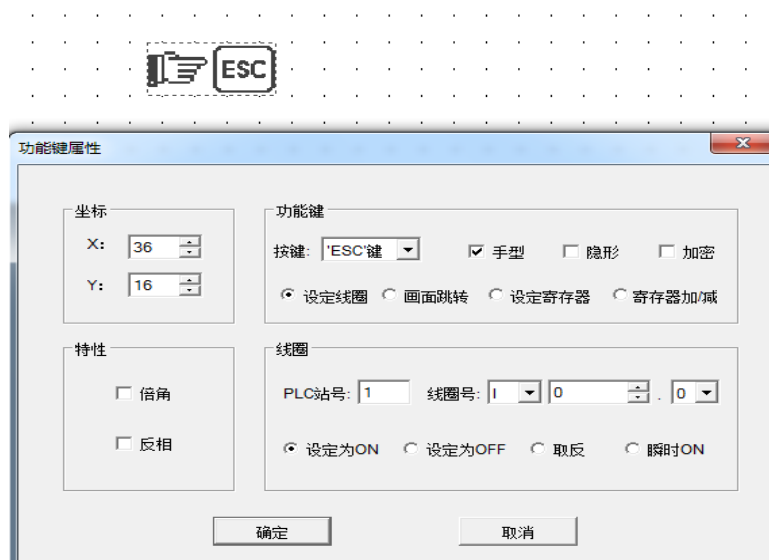 ESC
功能键属性
坐标
X: 36
Y: 16
功能键
按键: 'ESC'键 手型 隐形 加密
设定线圈 画面跳转 设定寄存器 寄存器加/减
特性
倍角
反相
线圈
PLC站号: 1 线圈号: I 0 . 0
设定为ON 设定为OFF 取反 瞬时ON
确定 取消